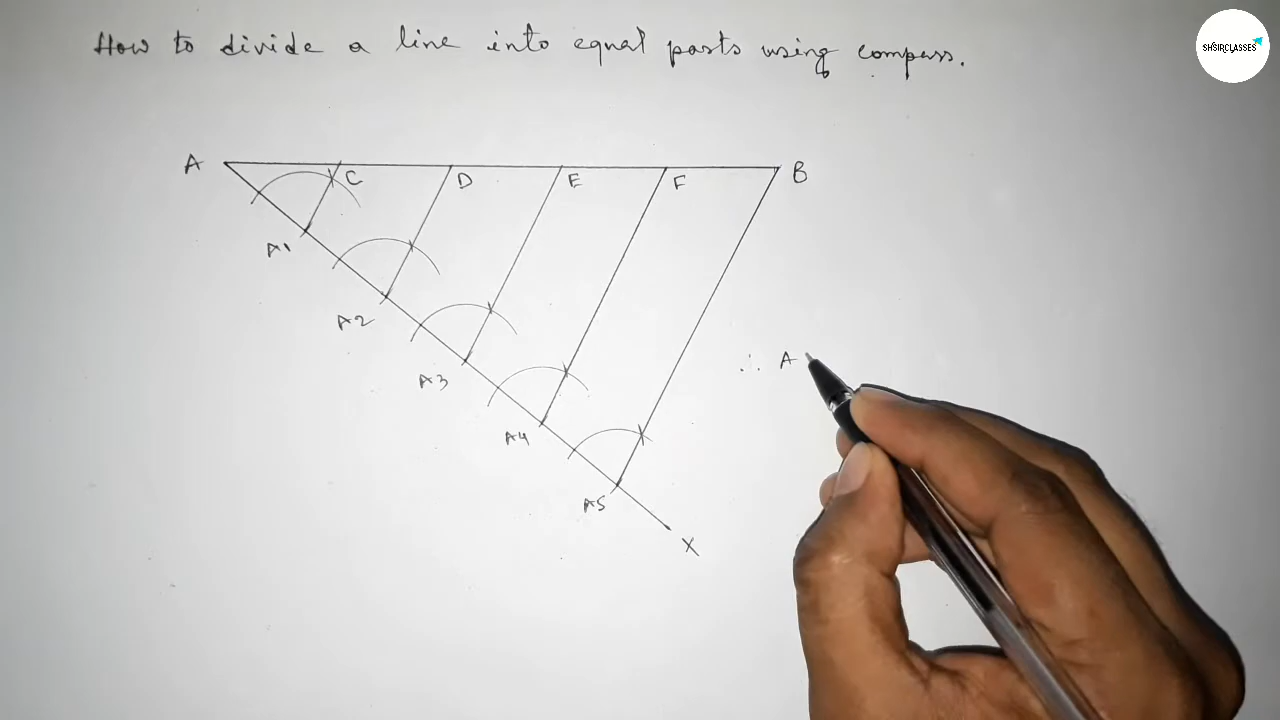 How to divide a line into equal parts using compass.
SHSIRCLASSES
A
C
D
E
F
B
A1
A2
A3
∴ A
A4
A5
X